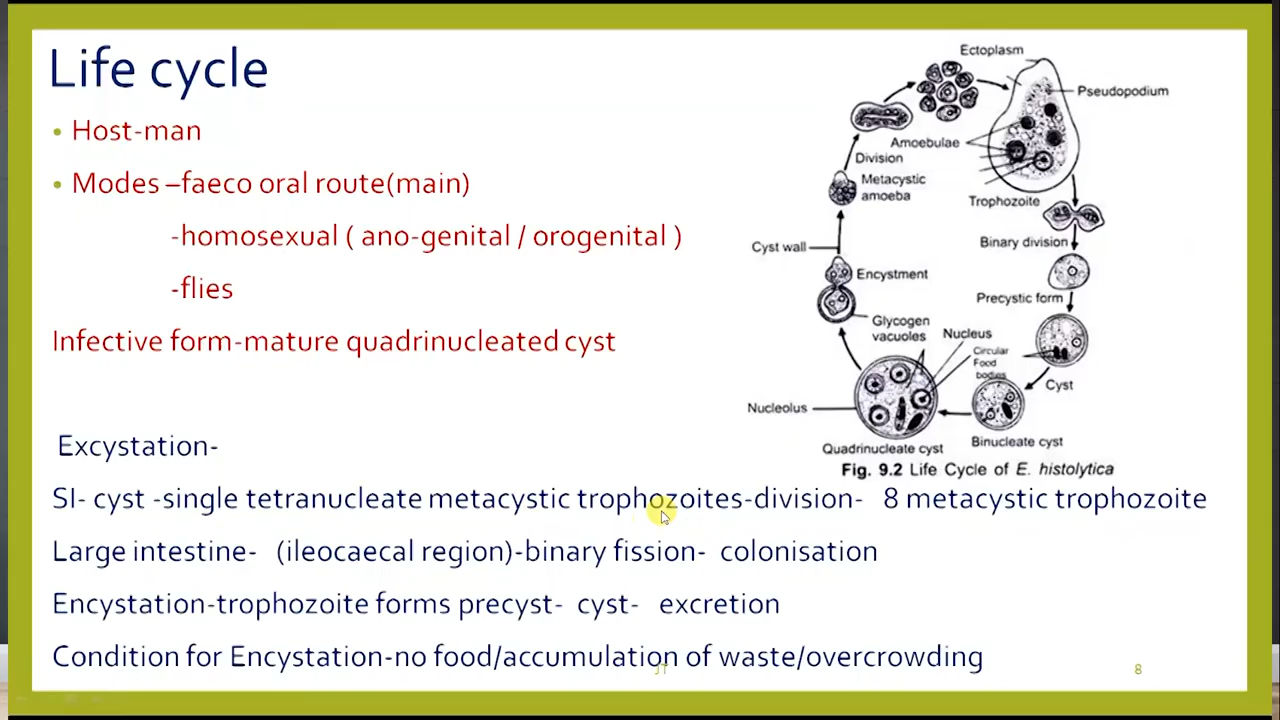 Life cycle
• Host-man
• Modes –faeco oral route(main)
-homosexual ( ano-genital / orogenital )
-flies
Infective form-mature quadrinucleated cyst
Excystation-
SI- cyst -single tetranucleate metacystic trophozoites-division- 8 metacystic trophozoite
Large intestine- (ileocaecal region)-binary fission- colonisation
Encystation-trophozoite forms precyst- cyst- excretion
Condition for Encystation-no food/accumulation of waste/overcrowding
JT
8
Ectoplasm
Pseudopodium
Amoebulae
Division
Metacystic
amoeba
Trophozoite
Binary division
Cyst wall
Encystment
Precystic form
Glycogen
vacuoles
Nucleus
Circular
Food
bodies
Cyst
Nucleolus
Quadrinucleate cyst
Binucleate cyst
Fig. 9.2 Life Cycle of E. histolytica